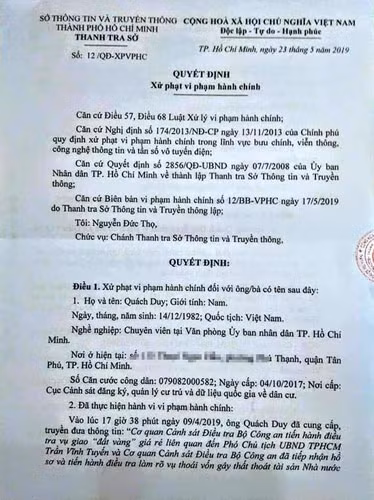 SỞ THÔNG TIN VÀ TRUYỀN THÔNG
THÀNH PHỐ HỒ CHÍ MINH
THANH TRA SỞ
Số: 12 /QĐ-XPVPHC
CỘNG HOÀ XÃ HỘI CHỦ NGHĨA VIỆT NAM
Độc lập - Tự do - Hạnh phúc
TP. Hồ Chí Minh, ngày 23 tháng 5 năm 2019
QUYẾT ĐỊNH
Xử phạt vi phạm hành chính
Căn cứ Điều 57, Điều 68 Luật Xử lý vi phạm hành chính;
Căn cứ Nghị định số 174/2013/NĐ-CP ngày 13/11/2013 của Chính phủ
quy định xử phạt vi phạm hành chính trong lĩnh vực bưu chính, viễn thông,
công nghệ thông tin và tần số vô tuyến điện;
Căn cứ Quyết định số 2856/QĐ-UBND ngày 07/7/2008 của Ủy ban
Nhân dân TP. Hồ Chí Minh về thành lập Thanh tra Sở Thông tin và Truyền
thông;
Căn cứ Biên bản vi phạm hành chính số 12/BB-VPHC ngày 17/5/2019
do Thanh tra Sở Thông tin và Truyền thông lập;
Tôi: Nguyễn Đức Thọ,
Chức vụ: Chánh Thanh tra Sở Thông tin và Truyền thông,
QUYẾT ĐỊNH:
Điều 1. Xử phạt vi phạm hành chính đối với ông/bà có tên sau đây:
1. Họ và tên: Quách Duy; Giới tính: Nam.
Ngày, tháng, năm sinh: 14/12/1982; Quốc tịch: Việt Nam.
Nghề nghiệp: Chuyên viên tại Văn phòng Ủy ban nhân dân TP. Hồ Chí
Minh.
Nơi ở hiện tại: Thạnh, quận Tân
Phú, TP. Hồ Chí Minh.
Số Căn cước công dân: 079082000582; Ngày cấp: 04/10/2017; Nơi cấp:
Cục Cảnh sát đăng ký, quản lý cư trú và dữ liệu quốc gia về dân cư.
2. Đã thực hiện hành vi vi phạm hành chính:
Vào lúc 17 giờ 38 phút ngày 09/4/2019, ông Quách Duy đã cung cấp,
truyền đưa thông tin: "Cơ quan Cảnh sát Điều tra Bộ Công an tiến hành điều
tra vụ giao "đất vàng" giá rẻ liên quan đến Phó Chủ tịch UBND TPHCM
Trần Vĩnh Tuyến và Cơ quan Cảnh sát Điều tra Bộ Công an đã tiếp nhận hồ
sơ và tiến hành điều tra làm rõ vụ thoái vốn gây thất thoát tài sản Nhà nước